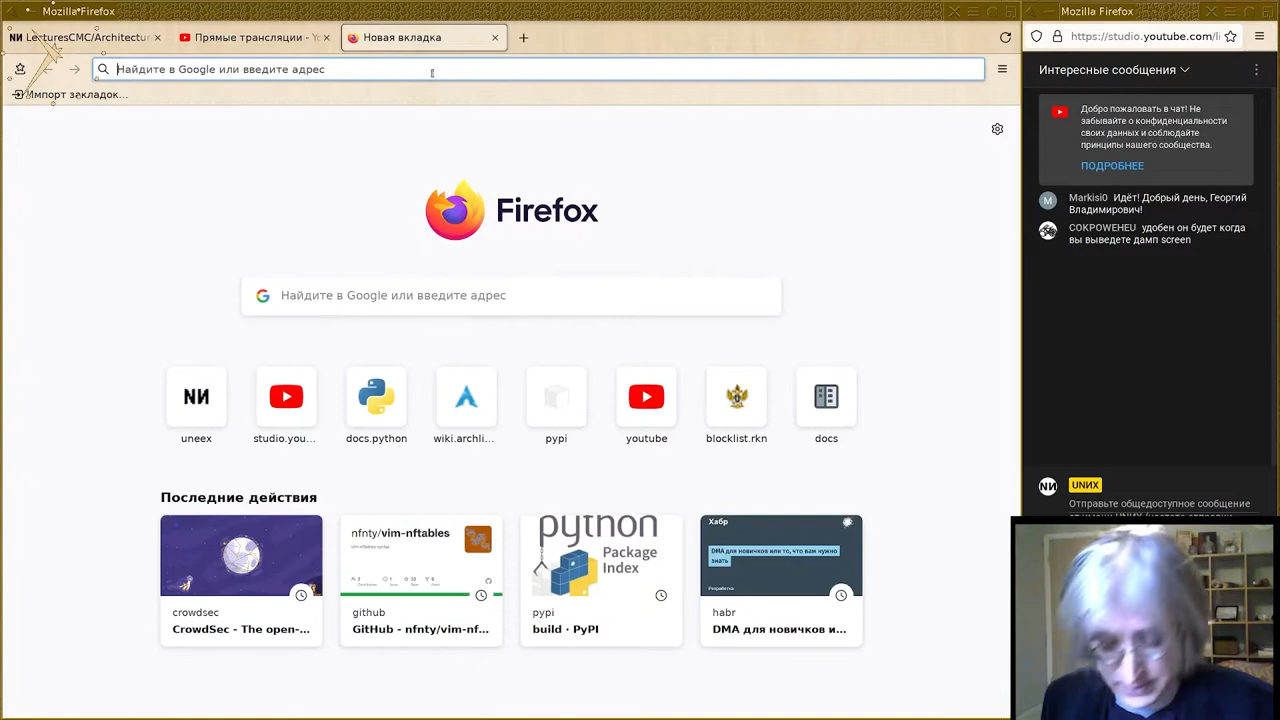 Mozilla Firefox
LecturesCMC/Architectur
Прямые трансляции - Yo
Новая вкладка
Найдите в Google или введите адрес
Импорт закладок...
Firefox
Найдите в Google или введите адрес
uneex
studio.you...
docs.python
wiki.archli...
pypi
youtube
blocklist.rkn
docs
Последние действия
nfnty/vim-nftables
python
Package
Index
Хабр
DMA для новичков или то, что вам нужно
знать
Разработка
crowdsec
CrowdSec - The open-...
github
GitHub - nfnty/vim-nf...
pypi
build · PyPI
habr
DMA для новичков и...
Mozilla Firefox
https://studio.youtube.com/li
Интересные сообщения
Добро пожаловать в чат! Не
забывайте о конфиденциальности
своих данных и соблюдайте
принципы нашего сообщества.
ПОДРОБНЕЕ
M
Markisi0 Идёт! Добрый день, Георгий
Владимирович!
COKPOWEHEU удобен он будет когда
вы выведете дамп screen
UNИX
Отправьте общедоступное сообщение